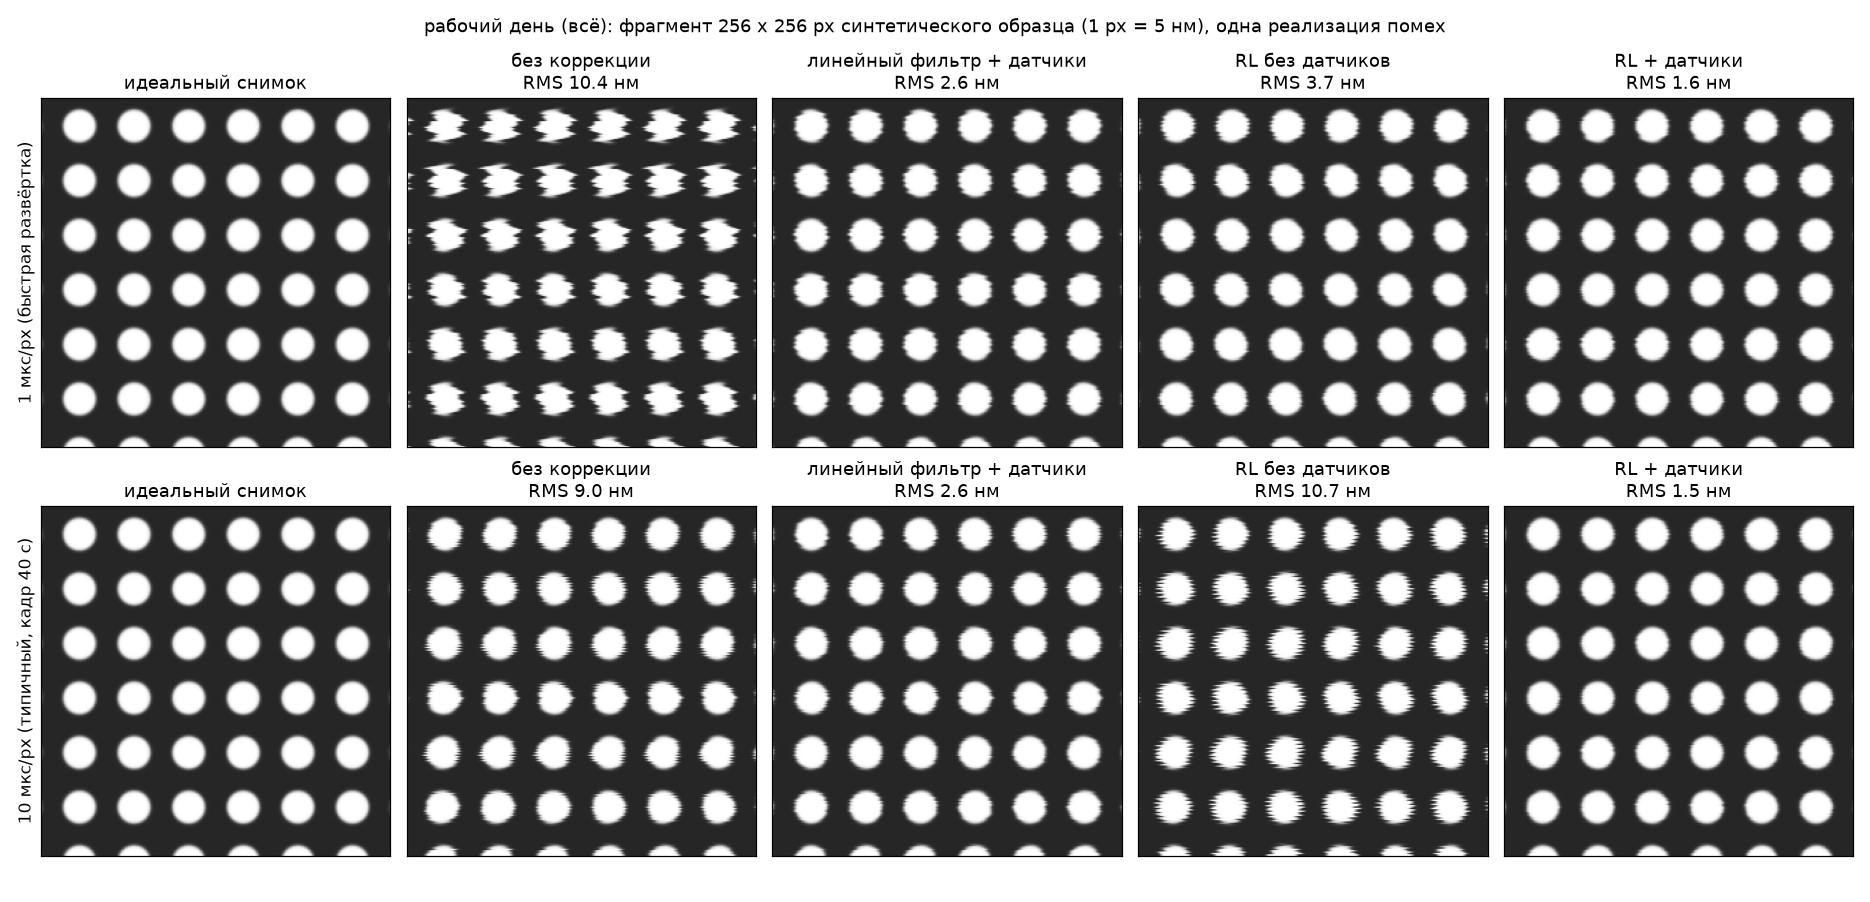 рабочий день (всё): фрагмент 256 x 256 px синтетического образца (1 px = 5 нм), одна реализация помех
идеальный снимок
без коррекции
RMS 10.4 нм
линейный фильтр + датчики
RMS 2.6 нм
RL без датчиков
RMS 3.7 нм
RL + датчики
RMS 1.6 нм
1 мкс/px (быстрая развёртка)
идеальный снимок
без коррекции
RMS 9.0 нм
линейный фильтр + датчики
RMS 2.6 нм
RL без датчиков
RMS 10.7 нм
RL + датчики
RMS 1.5 нм
10 мкс/px (типичный, кадр 40 с)